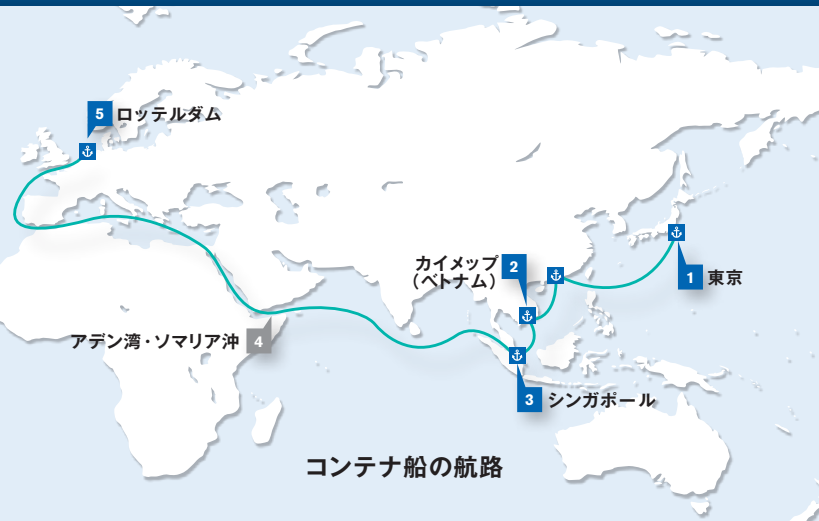 5 ロッテルダム
カイメップ
(ベトナム)
2
1 東京
アデン湾・ソマリア沖 4
3 シンガポール
コンテナ船の航路